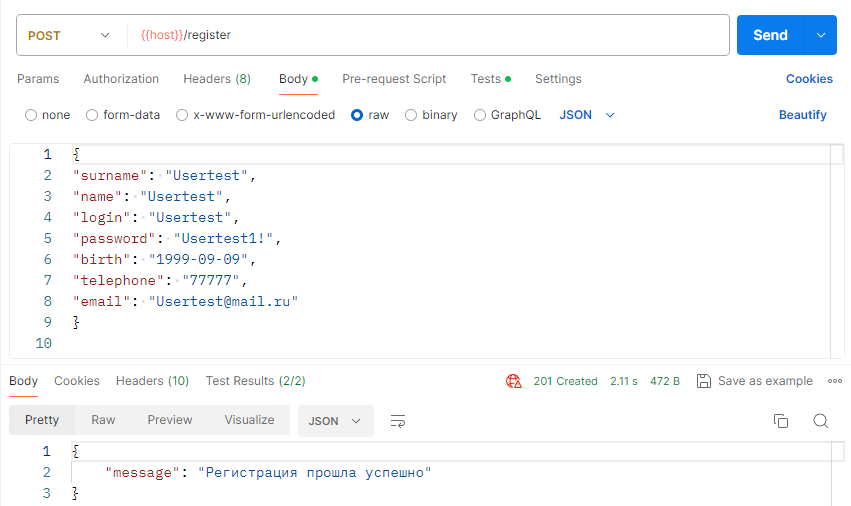 POST {{host}}/register Send
Params Authorization Headers (8) Body Pre-request Script Tests Settings Cookies
none form-data x-www-form-urlencoded raw binary GraphQL JSON Beautify
1 {
2 "surname": "Usertest",
3 "name": "Usertest",
4 "login": "Usertest",
5 "password": "Usertest1!",
6 "birth": "1999-09-09",
7 "telephone": "77777",
8 "email": "Usertest@mail.ru"
9 }
10
Body Cookies Headers (10) Test Results (2/2) 201 Created 2.11 s 472 B Save as example
Pretty Raw Preview Visualize JSON
1 {
2 "message": "Регистрация прошла успешно"
3 }